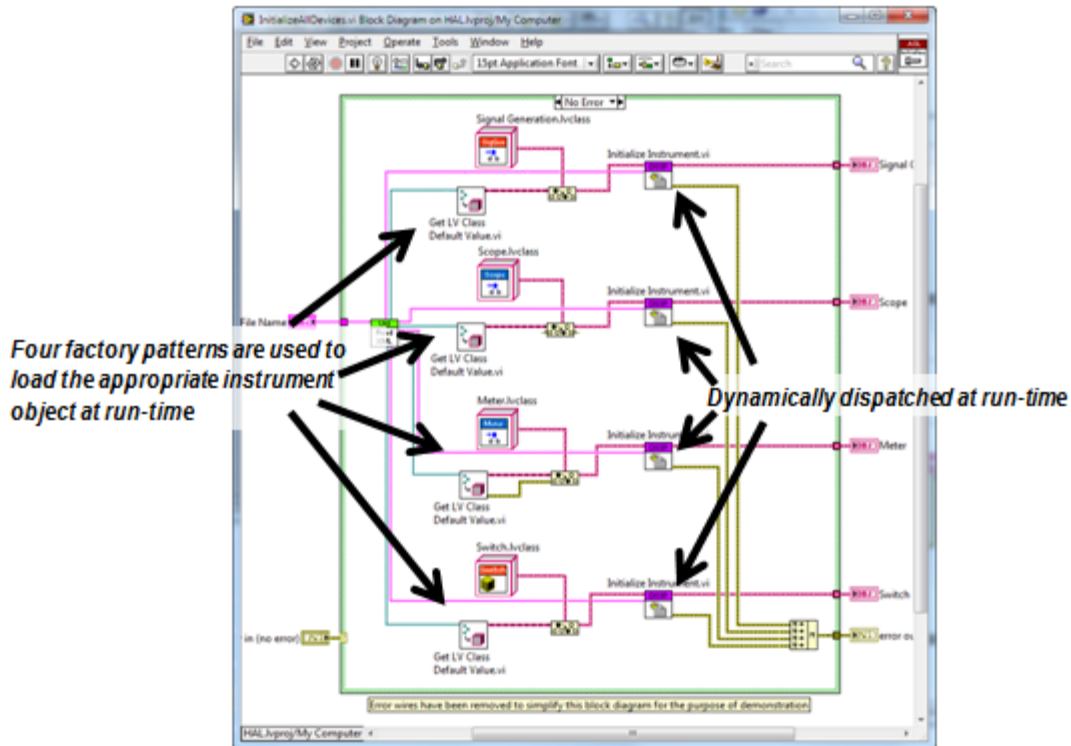 InitializeAllDevices.vi Block Diagram on HAL.lvproj/My Computer
File Edit View Project Operate Tools Window Help
15pt Application Font
Search
No Error
Signal Generation.lvclass
Initialize Instrument.vi
Signal G
Get LV Class
Default Value.vi
Scope.lvclass
Scope
Initialize Instrument.vi
Scope
File Name
Get LV Class
Default Value.vi
Four factory patterns are used to
load the appropriate instrument
object at run-time
Dynamically dispatched at run-time
Meter.lvclass
Meter
Initialize Instrum
Meter
Get LV Class
Default Value.vi
Switch.lvclass
Switch
Initialize Instrument.vi
Switch
r in (no error)
error ou
Get LV Class
Default Value.vi
Error wires have been removed to simplify this block diagram for the purpose of demonstration
HAL.lvproj/My Computer